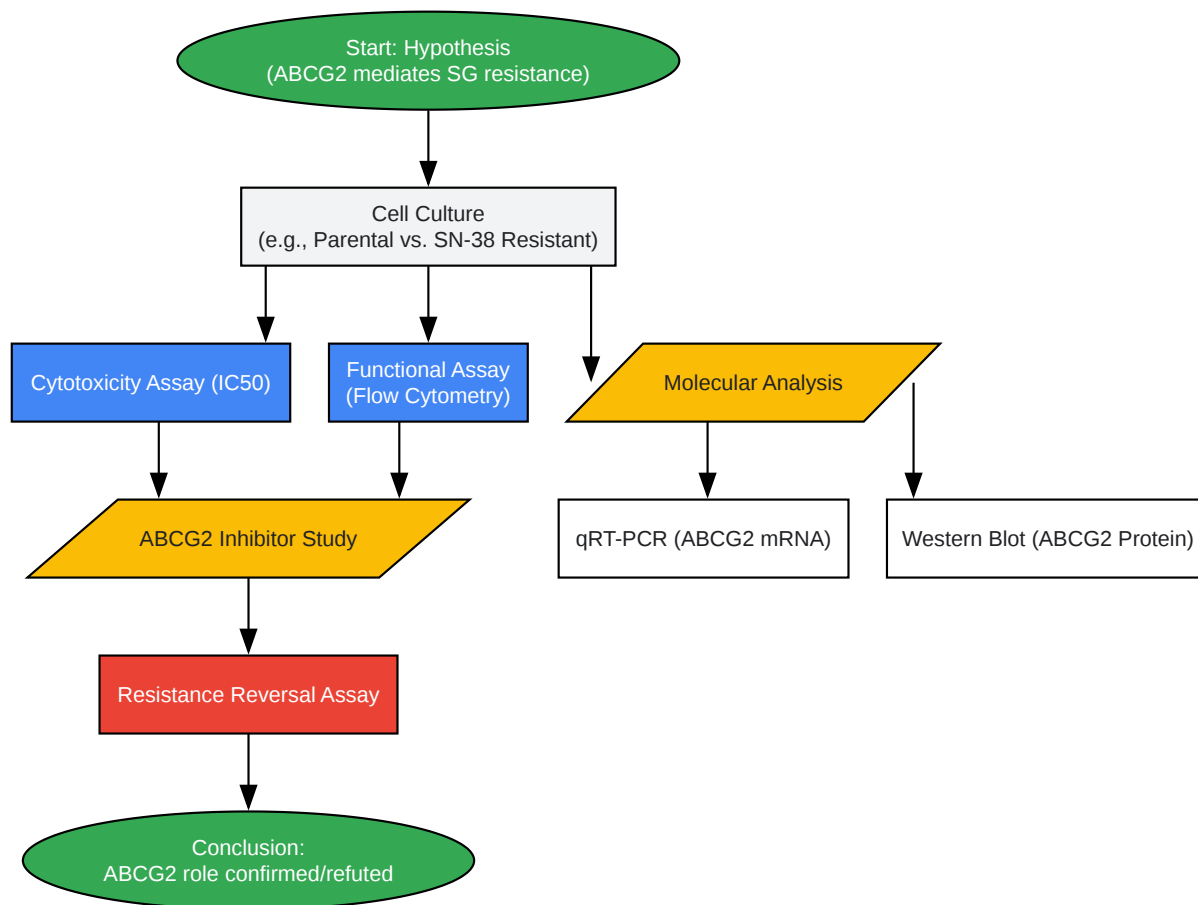 Start: Hypothesis
(ABCG2 mediates SG resistance)
Cell Culture
(e.g., Parental vs. SN-38 Resistant)
Cytotoxicity Assay (IC50)
Functional Assay
(Flow Cytometry)
Molecular Analysis
ABCG2 Inhibitor Study
qRT-PCR (ABCG2 mRNA)
Western Blot (ABCG2 Protein)
Resistance Reversal Assay
Conclusion:
ABCG2 role confirmed/refuted